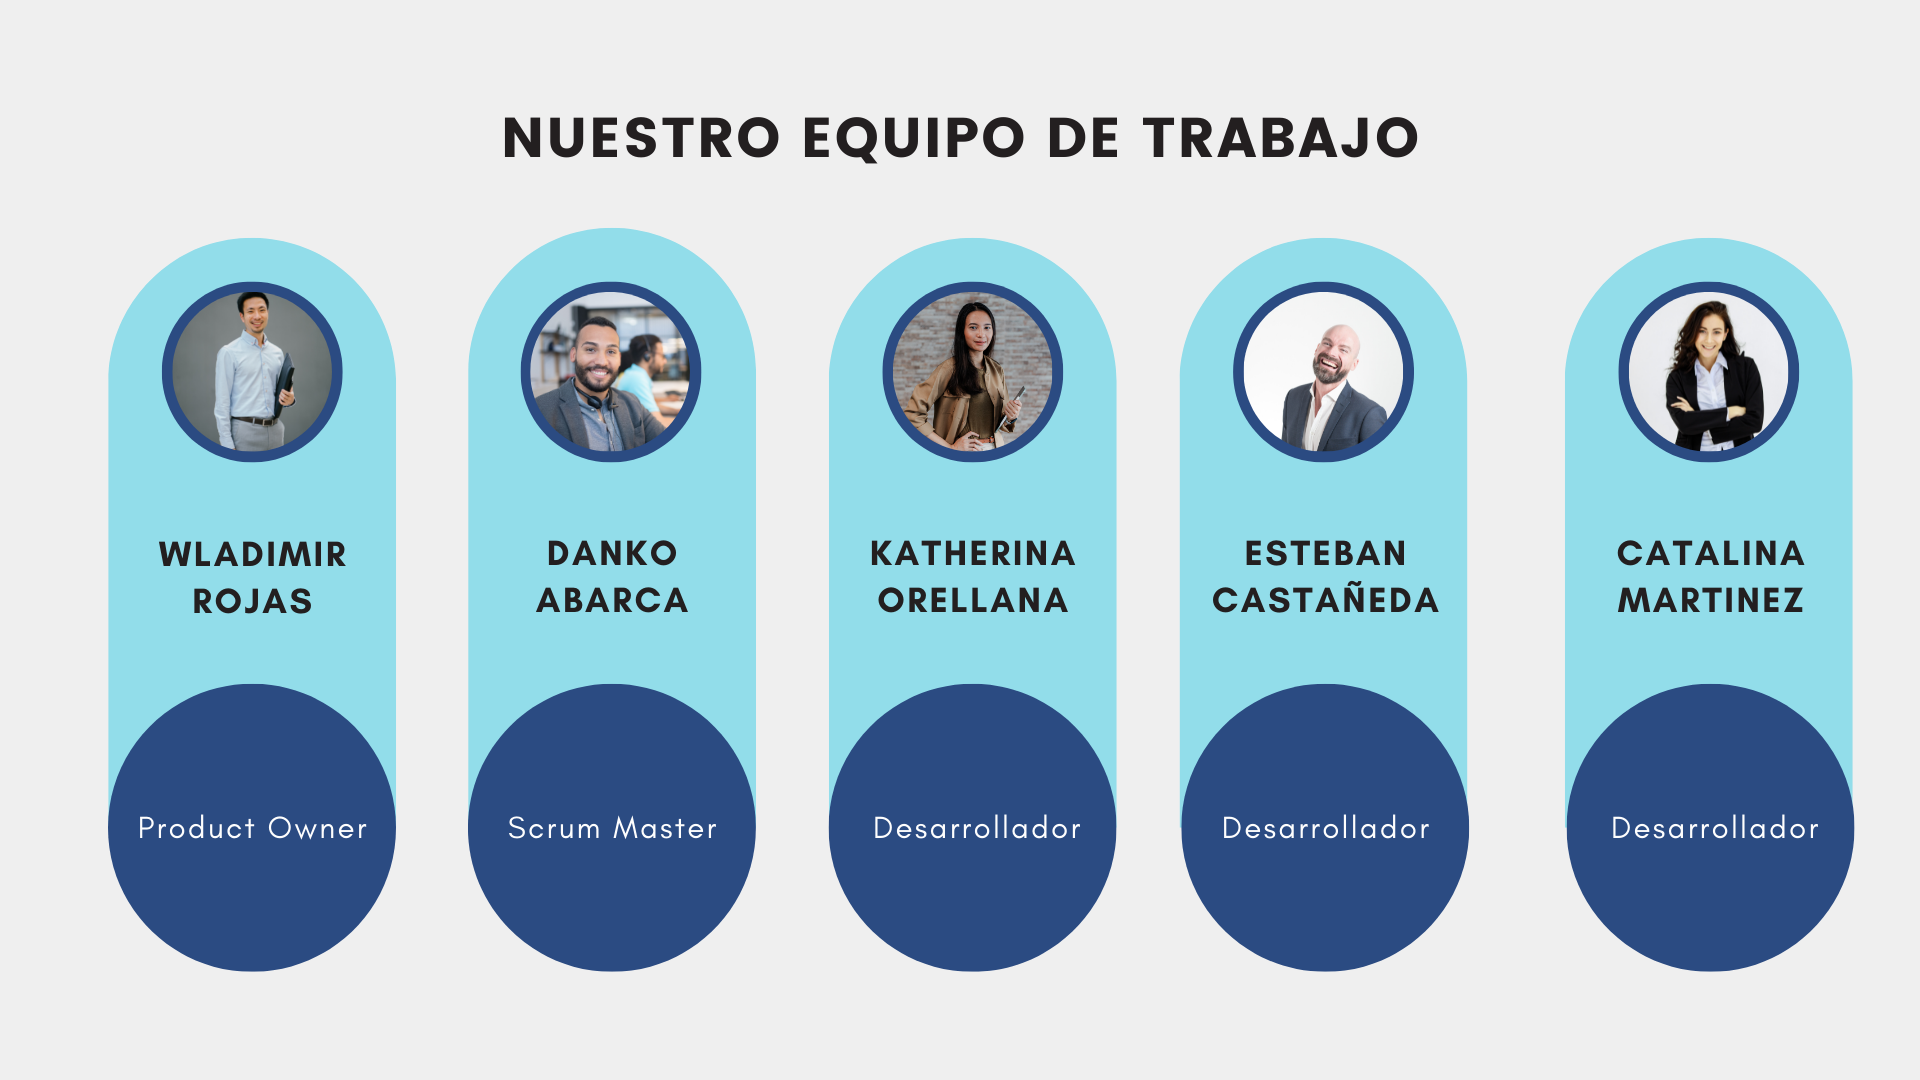 NUESTRO EQUIPO DE TRABAJO
WLADIMIR
ROJAS
Product Owner
DANKO
ABARCA
Scrum Master
KATHERINA
ORELLANA
Desarrollador
ESTEBAN
CASTAÑEDA
Desarrollador
CATALINA
MARTINEZ
Desarrollador